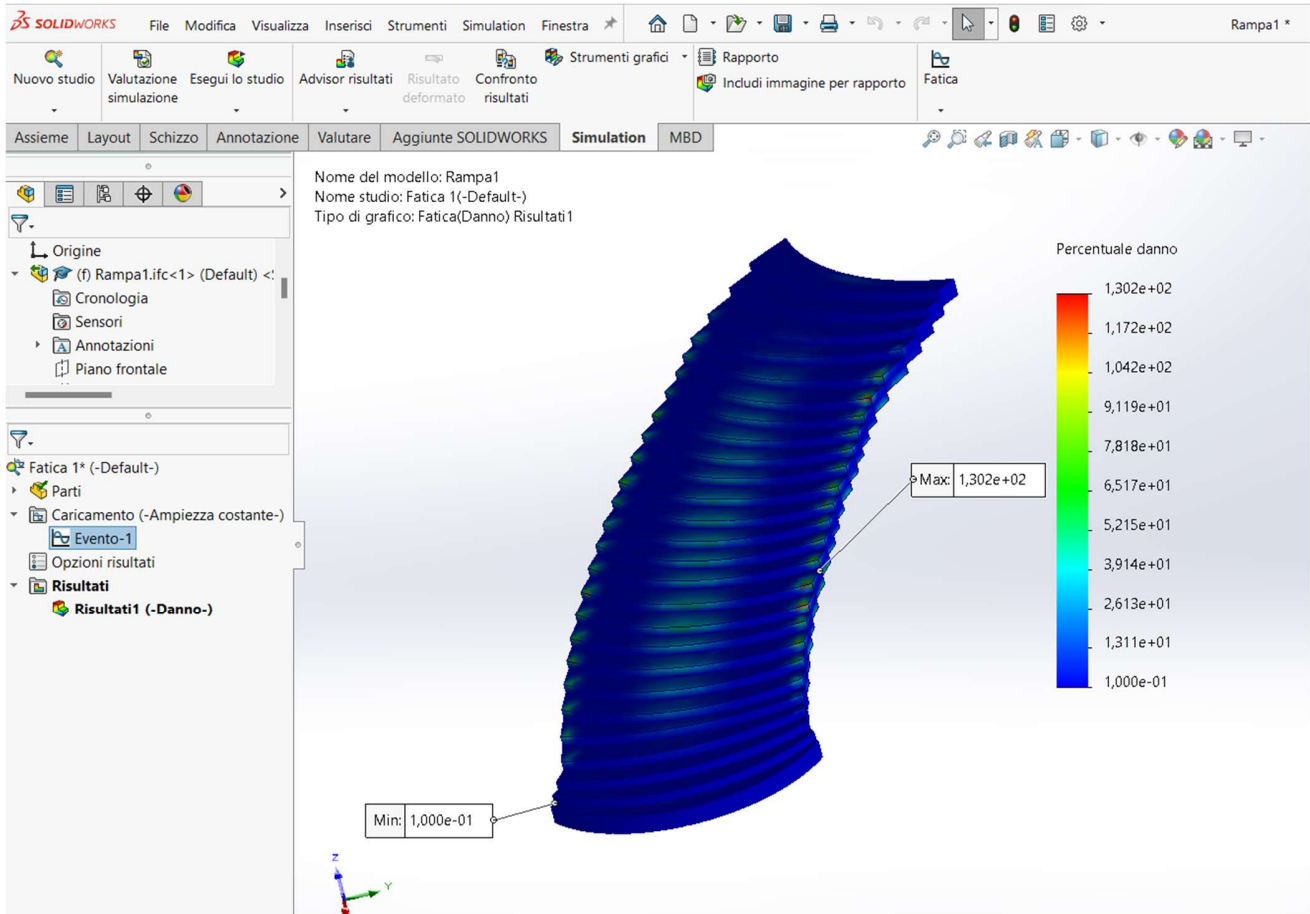 SOLIDWORKS File Modifica Visualizza Inserisci Strumenti Simulation Finestra Rampa1 *
Nuovo studio
Valutazione simulazione
Esegui lo studio
Advisor risultati
Risultato deformato
Confronto risultati
Strumenti grafici
Rapporto
Includi immagine per rapporto
Fatica
Assieme Layout Schizzo Annotazione Valutare Aggiunte SOLIDWORKS Simulation MBD
Origine
(f) Rampa1.ifc<1> (Default) <
Cronologia
Sensori
Annotazioni
Piano frontale
Fatica 1* (-Default-)
Parti
Caricamento (-Ampiezza costante-)
Evento-1
Opzioni risultati
Risultati
Risultati1 (-Danno-)
Nome del modello: Rampa1
Nome studio: Fatica 1(-Default-)
Tipo di grafico: Fatica(Danno) Risultati1
Percentuale danno
1,302e+02
1,172e+02
1,042e+02
9,119e+01
7,818e+01
6,517e+01
5,215e+01
3,914e+01
2,613e+01
1,311e+01
1,000e-01
Max: 1,302e+02
Min: 1,000e-01
Z
Y